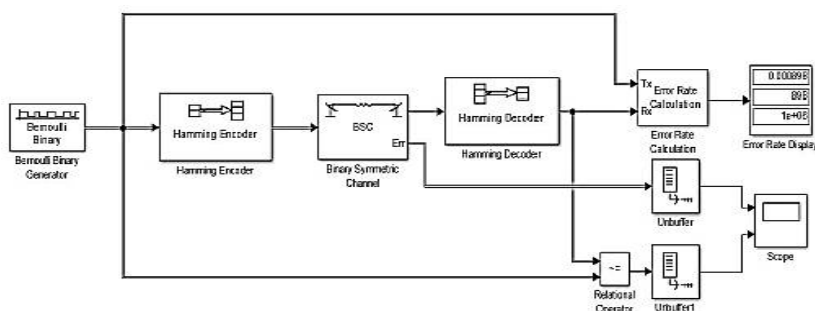 Bernoulli
Binary
Bernoulli Binary
Generator
Hamming Encoder
Hamming Encoder
BSC
Err
Binary Symmetric
Channel
Hamming Decoder
Hamming Decoder
Tx
Rx
Error Rate
Calculation
Error Rate
Calculation
0.000898
898
1e+06
Error Rate Display
Unbuffer
Scope
~=
Relational
Operator
Unbuffer1